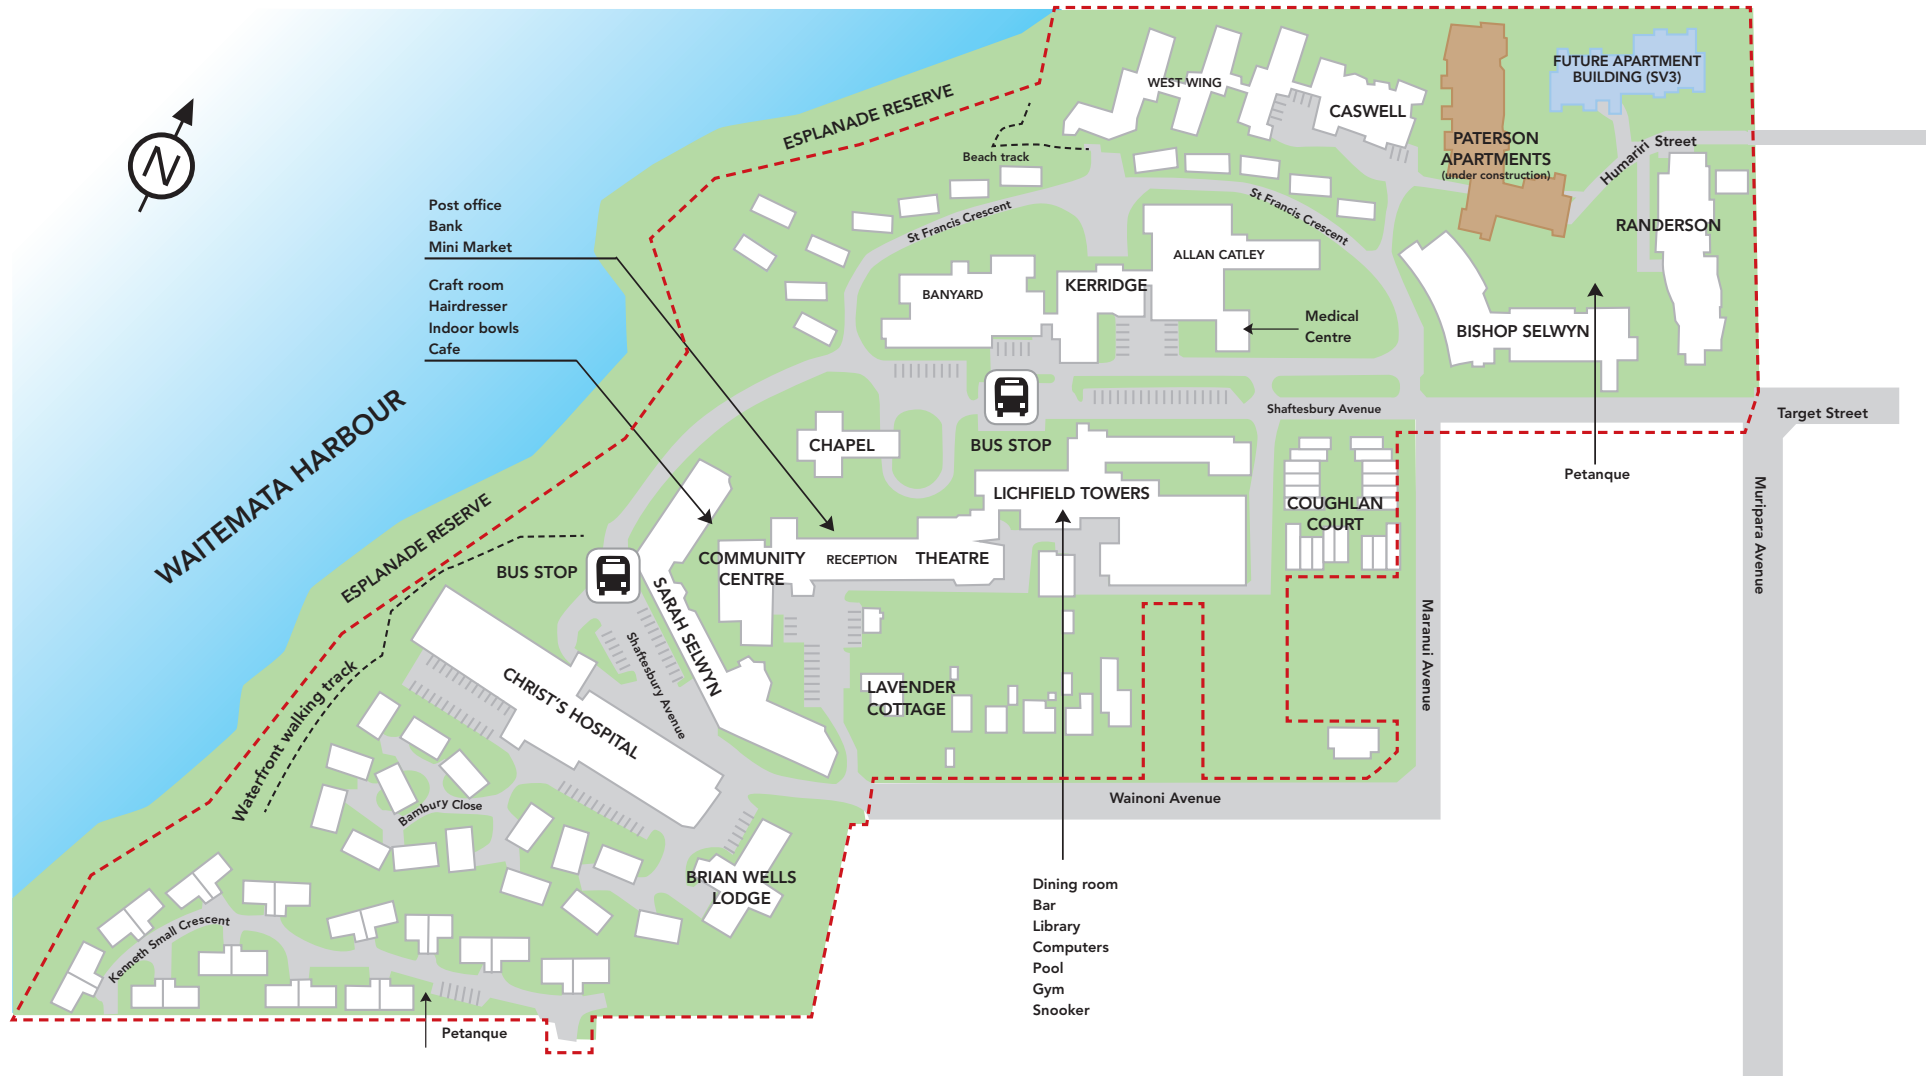 WEST WING
CASWELL
PATERSON
APARTMENTS
(under construction)
FUTURE APARTMENT
BUILDING (SV3)
Humariri Street
RANDERSON
ESPLANADE RESERVE
Beach track
N
Post office
Bank
Mini Market
St Francis Crescent
St Francis Crescent
ALLAN CATLEY
KERRIDGE
BANYARD
Craft room
Hairdresser
Indoor bowls
Cafe
Medical
Centre
BISHOP SELWYN
WAITEMATA HARBOUR
Shaftesbury Avenue
Target Street
CHAPEL
BUS STOP
Petanque
LICHFIELD TOWERS
COUGHLAN
COURT
Muripara Avenue
ESPLANADE RESERVE
BUS STOP
COMMUNITY
CENTRE
RECEPTION
THEATRE
SARAH SELWYN
Shaftesbury Avenue
Maranui Avenue
CHRIST'S HOSPITAL
LAVENDER
COTTAGE
Waterfront walking track
Bambury Close
Wainoni Avenue
BRIAN WELLS
LODGE
Kenneth Small Crescent
Dining room
Bar
Library
Computers
Pool
Gym
Snooker
Petanque